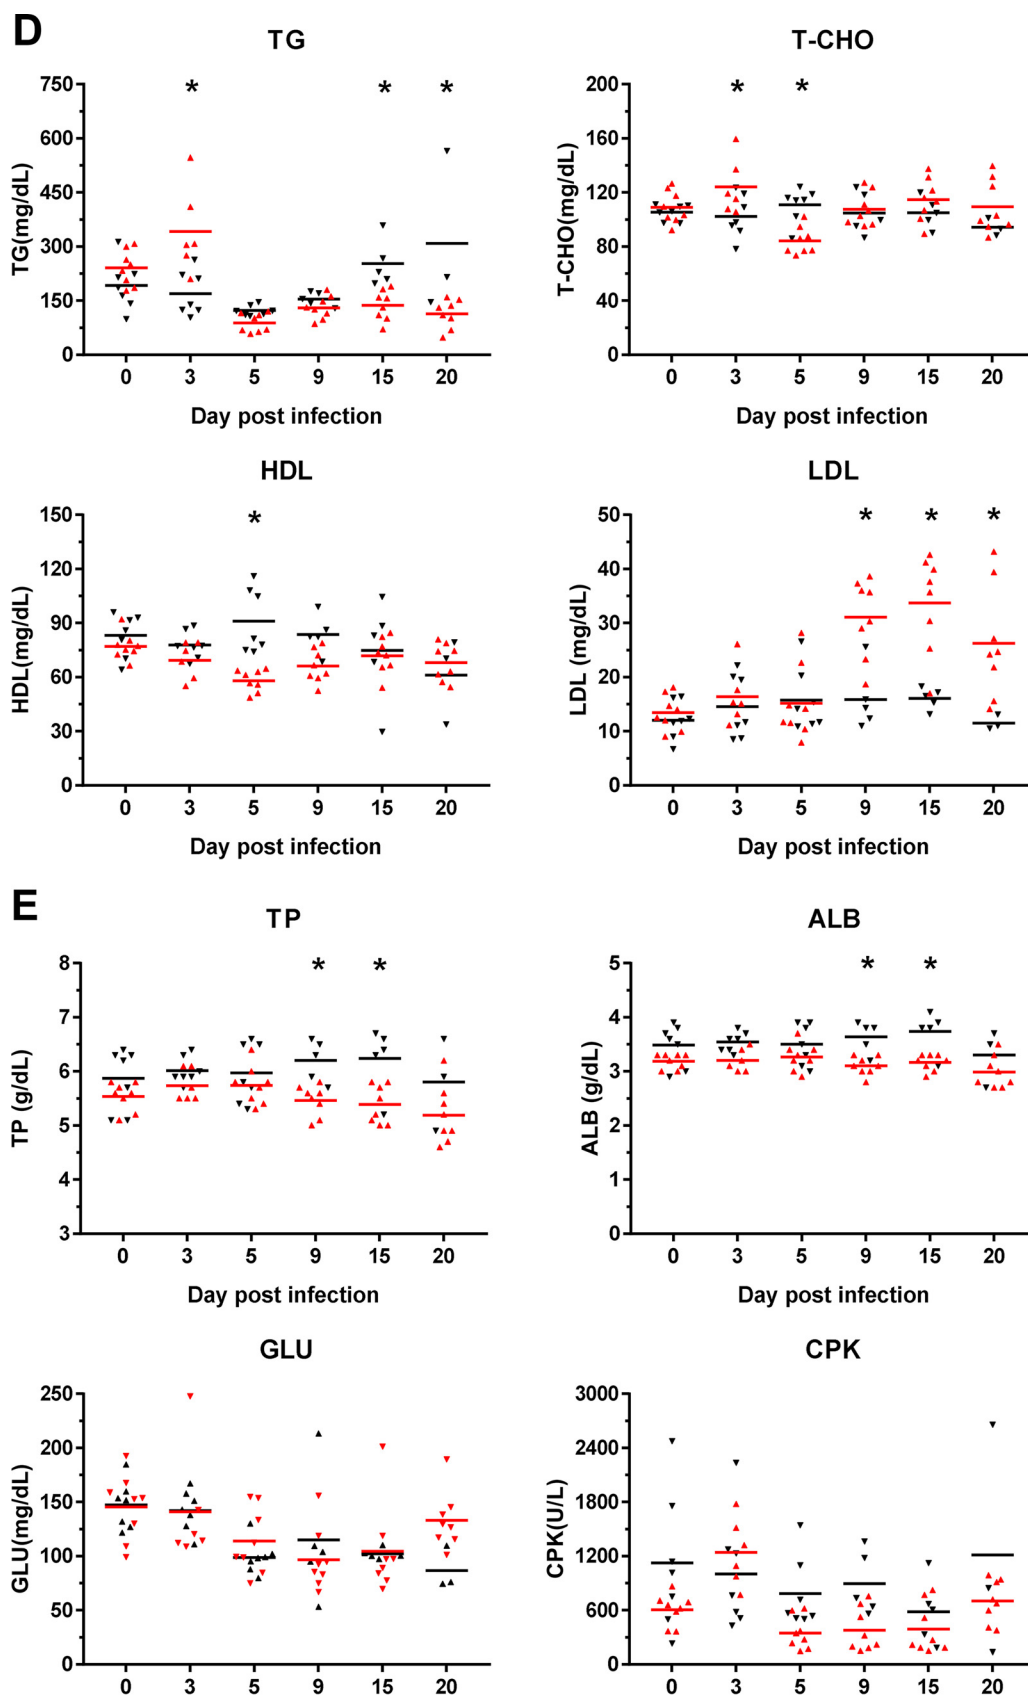 D
TG
T-CHO
TG(mg/dL)
750
600
450
300
150
0
0 3 5 9 15 20
Day post infection
* * *
T-CHO(mg/dL)
200
160
120
80
40
0
0 3 5 9 15 20
Day post infection
* *
HDL
LDL
HDL(mg/dL)
150
120
90
60
30
0
0 3 5 9 15 20
Day post infection
*
LDL (mg/dL)
50
40
30
20
10
0
0 3 5 9 15 20
Day post infection
* * *
E
TP
ALB
TP (g/dL)
8
7
6
5
4
3
0 3 5 9 15 20
Day post infection
* *
ALB (g/dL)
5
4
3
2
1
0
0 3 5 9 15 20
Day post infection
* *
GLU
CPK
GLU(mg/dL)
250
200
150
100
50
0
0 3 5 9 15 20
CPK(U/L)
3000
2400
1800
1200
600
0
0 3 5 9 15 20